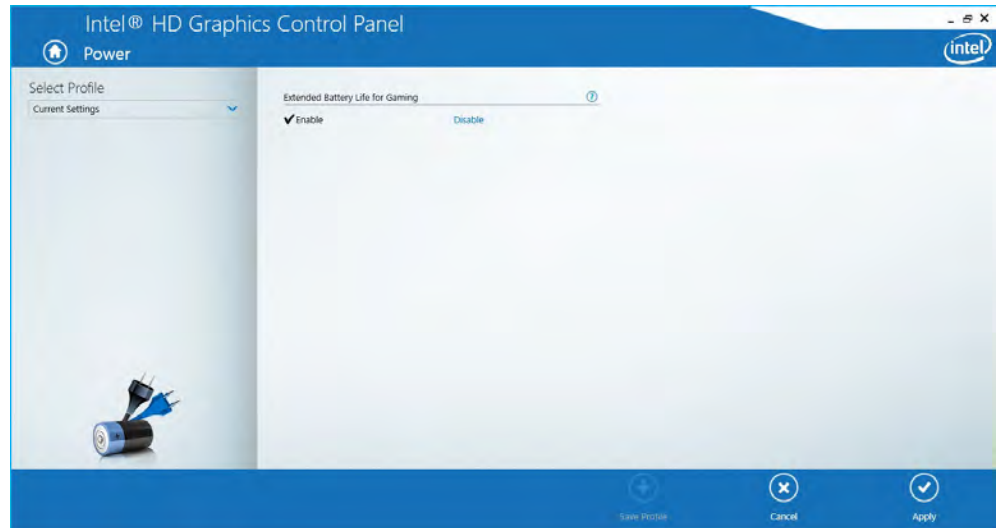 Intel® HD Graphics Control Panel
Power
intel
Select Profile
Current Settings
Extended Battery Life for Gaming
?
Enable
Disable
Save Profile
Cancel
Apply